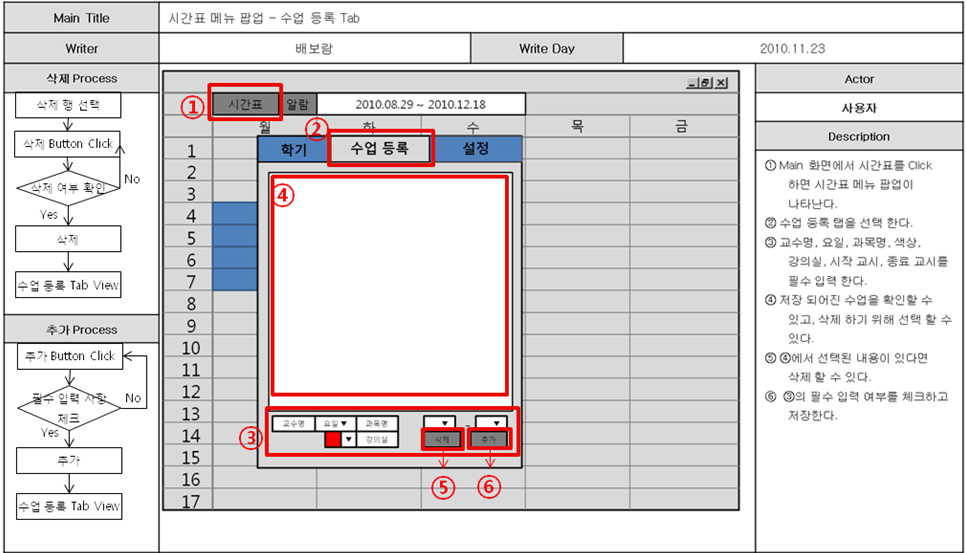 Main Title
시간표 메뉴 팝업 - 수업 등록 Tab
Writer
배보람
Write Day
2010.11.23
삭제 Process
삭제 행 선택
삭제 Button Click
삭제 여부 확인
No
Yes
삭제
수업 등록 Tab View
추가 Process
추가 Button Click
필수 입력 사항
체크
No
Yes
추가
수업 등록 Tab View
① 시간표 알람 2010.08.29 ~ 2010.12.18
월 화 수 목 금
②
학기 수업 등록 설정
1
2
3
4
5
6
7
8
9
10
11
12
13
14
15
16
17
④
③
교수명 요일 ▼ 과목명 ▼ ~ ▼
▼ 강의실 삭제 추가
⑤ ⑥
Actor
사용자
Description
① Main 화면에서 시간표를 Click
하면 시간표 메뉴 팝업이
나타난다.
② 수업 등록 탭을 선택 한다.
③ 교수명, 요일, 과목명, 색상,
강의실, 시작 교시, 종료 교시를
필수 입력 한다.
④ 저장 되어진 수업을 확인할 수
있고, 삭제 하기 위해 선택 할 수
있다.
⑤ ④에서 선택된 내용이 있다면
삭제 할 수 있다.
⑥ ③의 필수 입력 여부를 체크하고
저장한다.